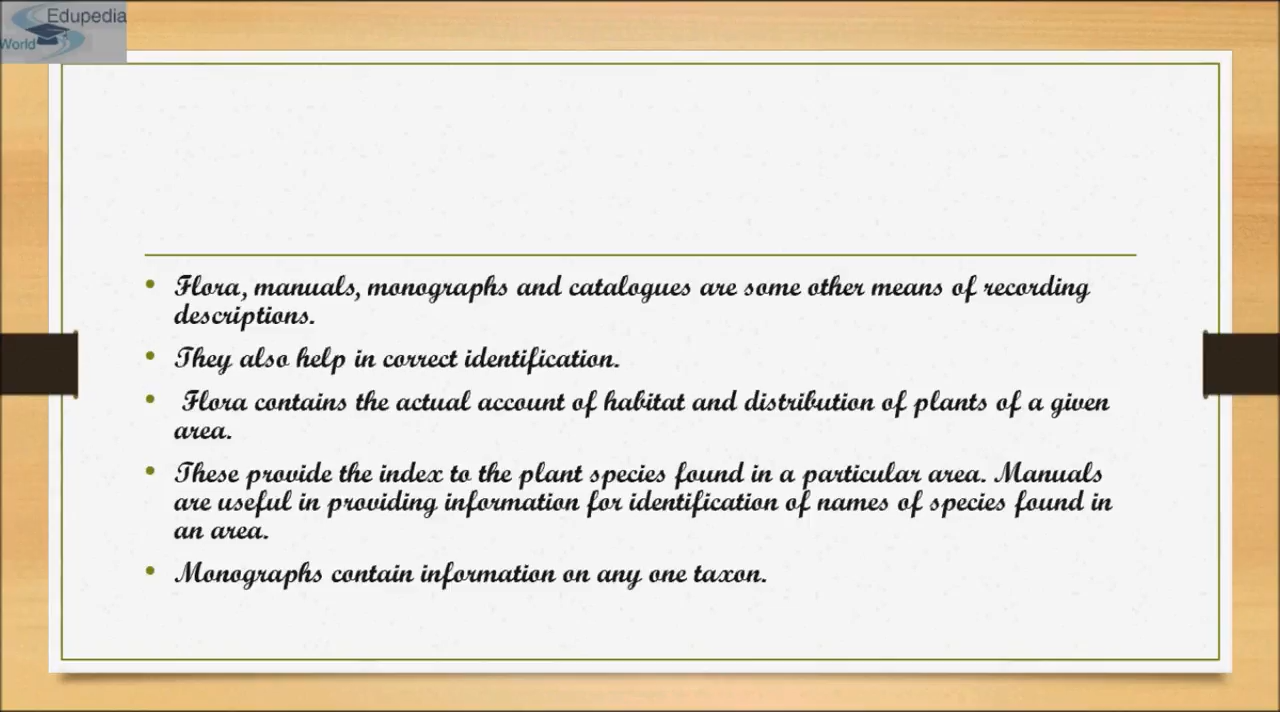 Edupedia
World
• Flora, manuals, monographs and catalogues are some other means of recording
descriptions.
• They also help in correct identification.
• Flora contains the actual account of habitat and distribution of plants of a given
area.
• These provide the index to the plant species found in a particular area. Manuals
are useful in providing information for identification of names of species found in
an area.
• Monographs contain information on any one taxon.